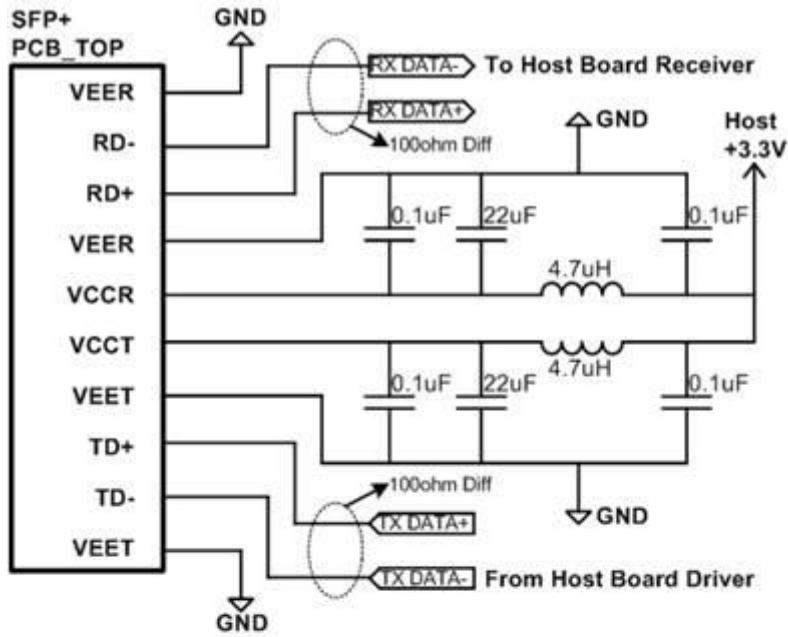 SFP+
PCB_TOP
GND
VEER
RD-
RD+
VEER
VCCR
VCCT
VEET
TD+
TD-
VEET
GND
RX DATA-
To Host Board Receiver
RX DATA+
100ohm Diff
GND
Host
+3.3V
0.1uF
22uF
0.1uF
4.7uH
4.7uH
0.1uF
22uF
0.1uF
100ohm Diff
GND
TX DATA+
TX DATA-
From Host Board Driver